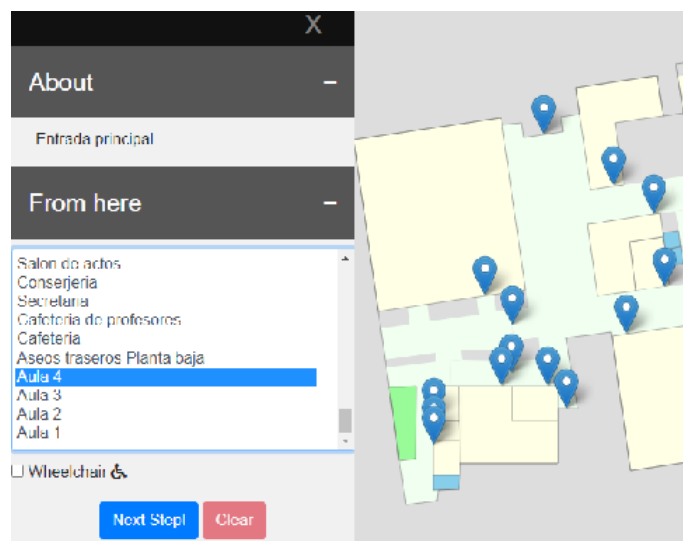 X
About −
Entrada principal
From here −
Salon de actos
Conserjeria
Secretaria
Cafeteria de profesores
Cafeteria
Aseos traseros Planta baja
Aula 4
Aula 3
Aula 2
Aula 1
Wheelchair
Next Step!
Clear